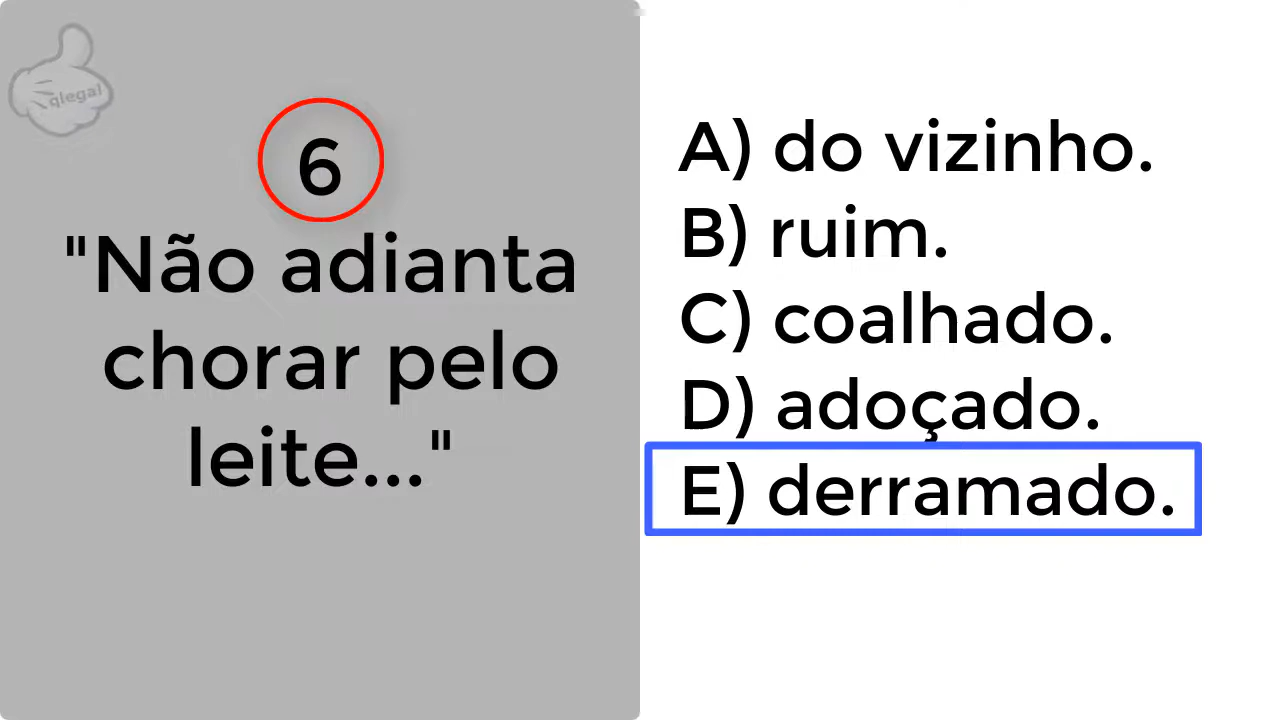 qlegal
6
"Não adianta
chorar pelo
leite..."
A) do vizinho.
B) ruim.
C) coalhado.
D) adoçado.
E) derramado.